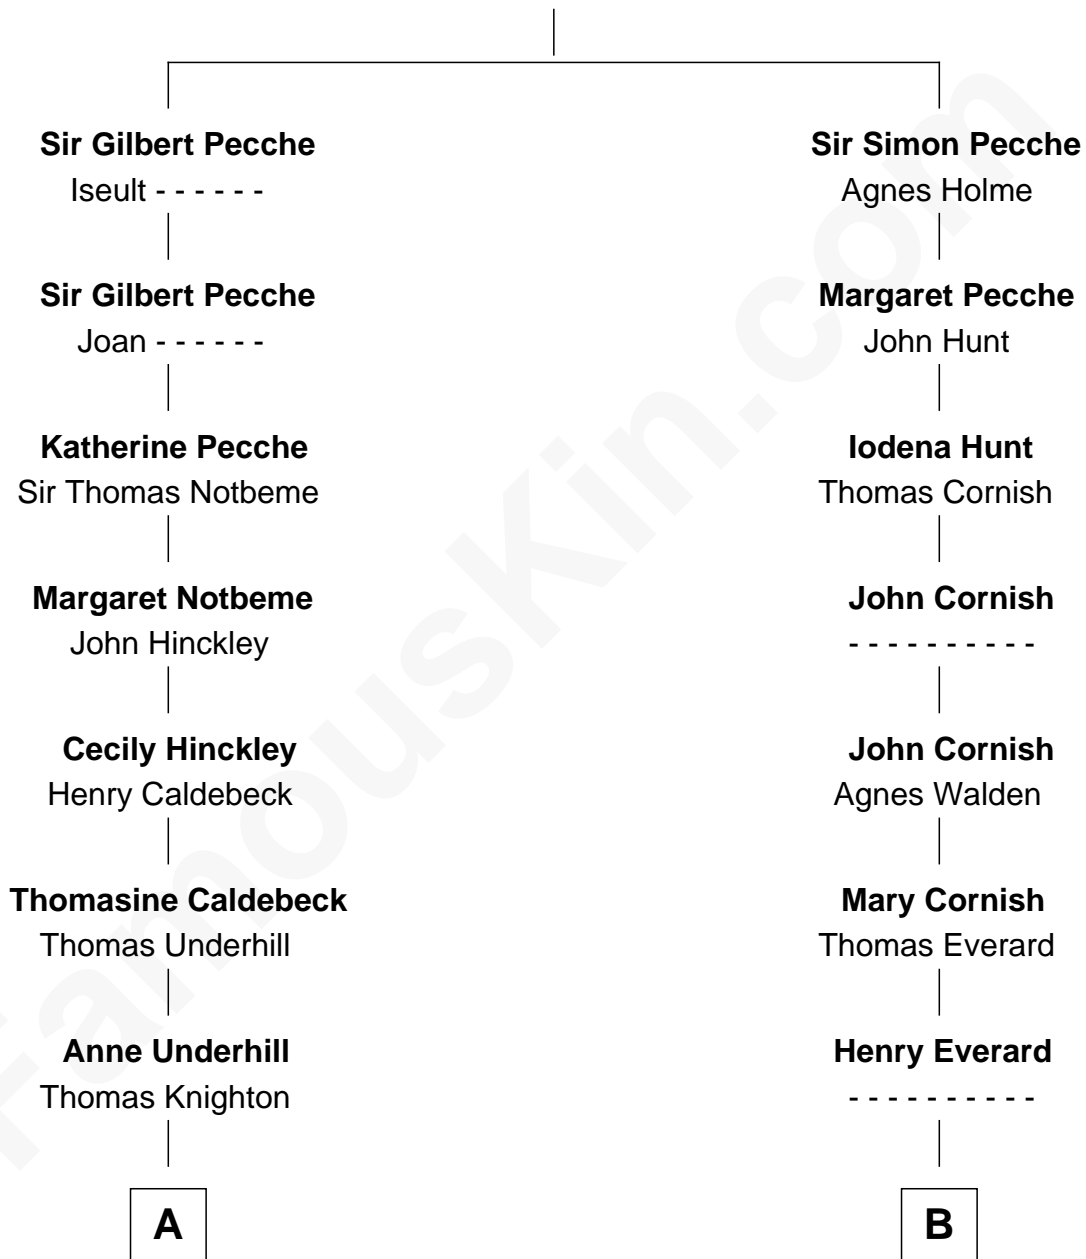 Sir Gilbert Pecche
Iseult - - - - - -
Sir Gilbert Pecche
Joan - - - - - -
Katherine Pecche
Sir Thomas Notbeme
Margaret Notbeme
John Hinckley
Cecily Hinckley
Henry Caldebeck
Thomasine Caldebeck
Thomas Underhill
Anne Underhill
Thomas Knighton
A
Sir Simon Pecche
Agnes Holme
Margaret Pecche
John Hunt
Iodena Hunt
Thomas Cornish
John Cornish
- - - - - - - - - -
John Cornish
Agnes Walden
Mary Cornish
Thomas Everard
Henry Everard
- - - - - - - - - -
B
FamousKin.com